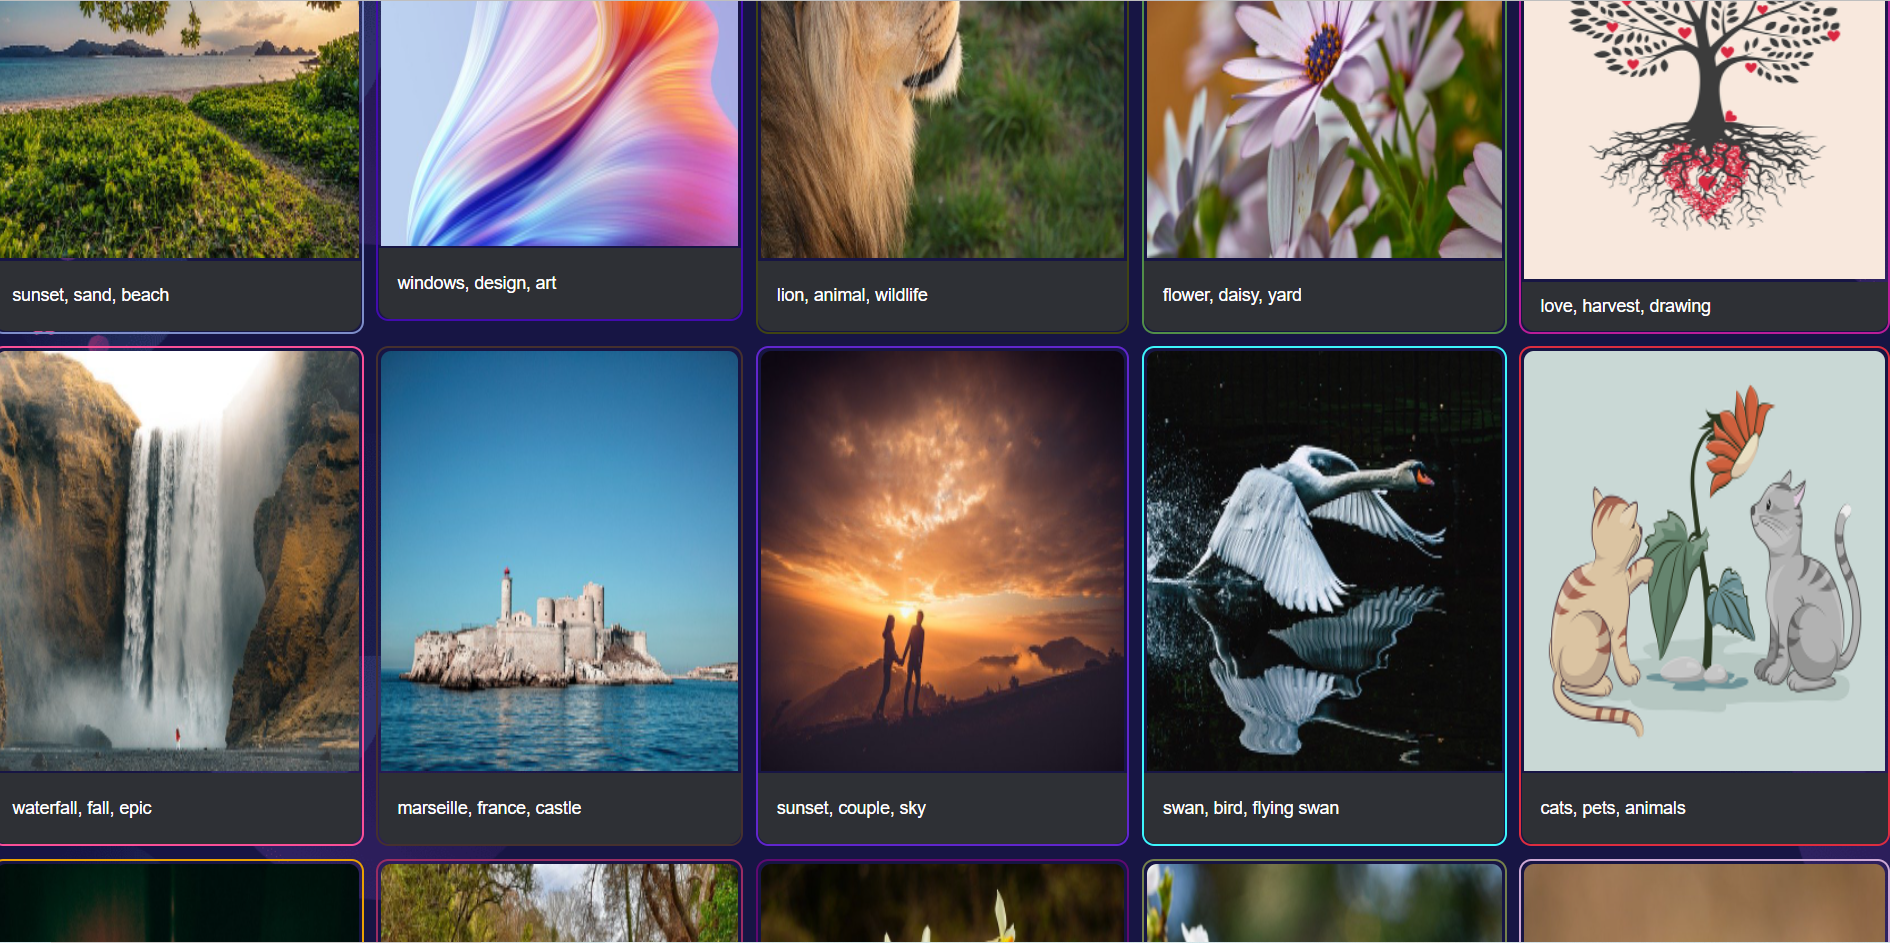 sunset, sand, beach
windows, design, art
lion, animal, wildlife
flower, daisy, yard
love, harvest, drawing
waterfall, fall, epic
marseille, france, castle
sunset, couple, sky
swan, bird, flying swan
cats, pets, animals